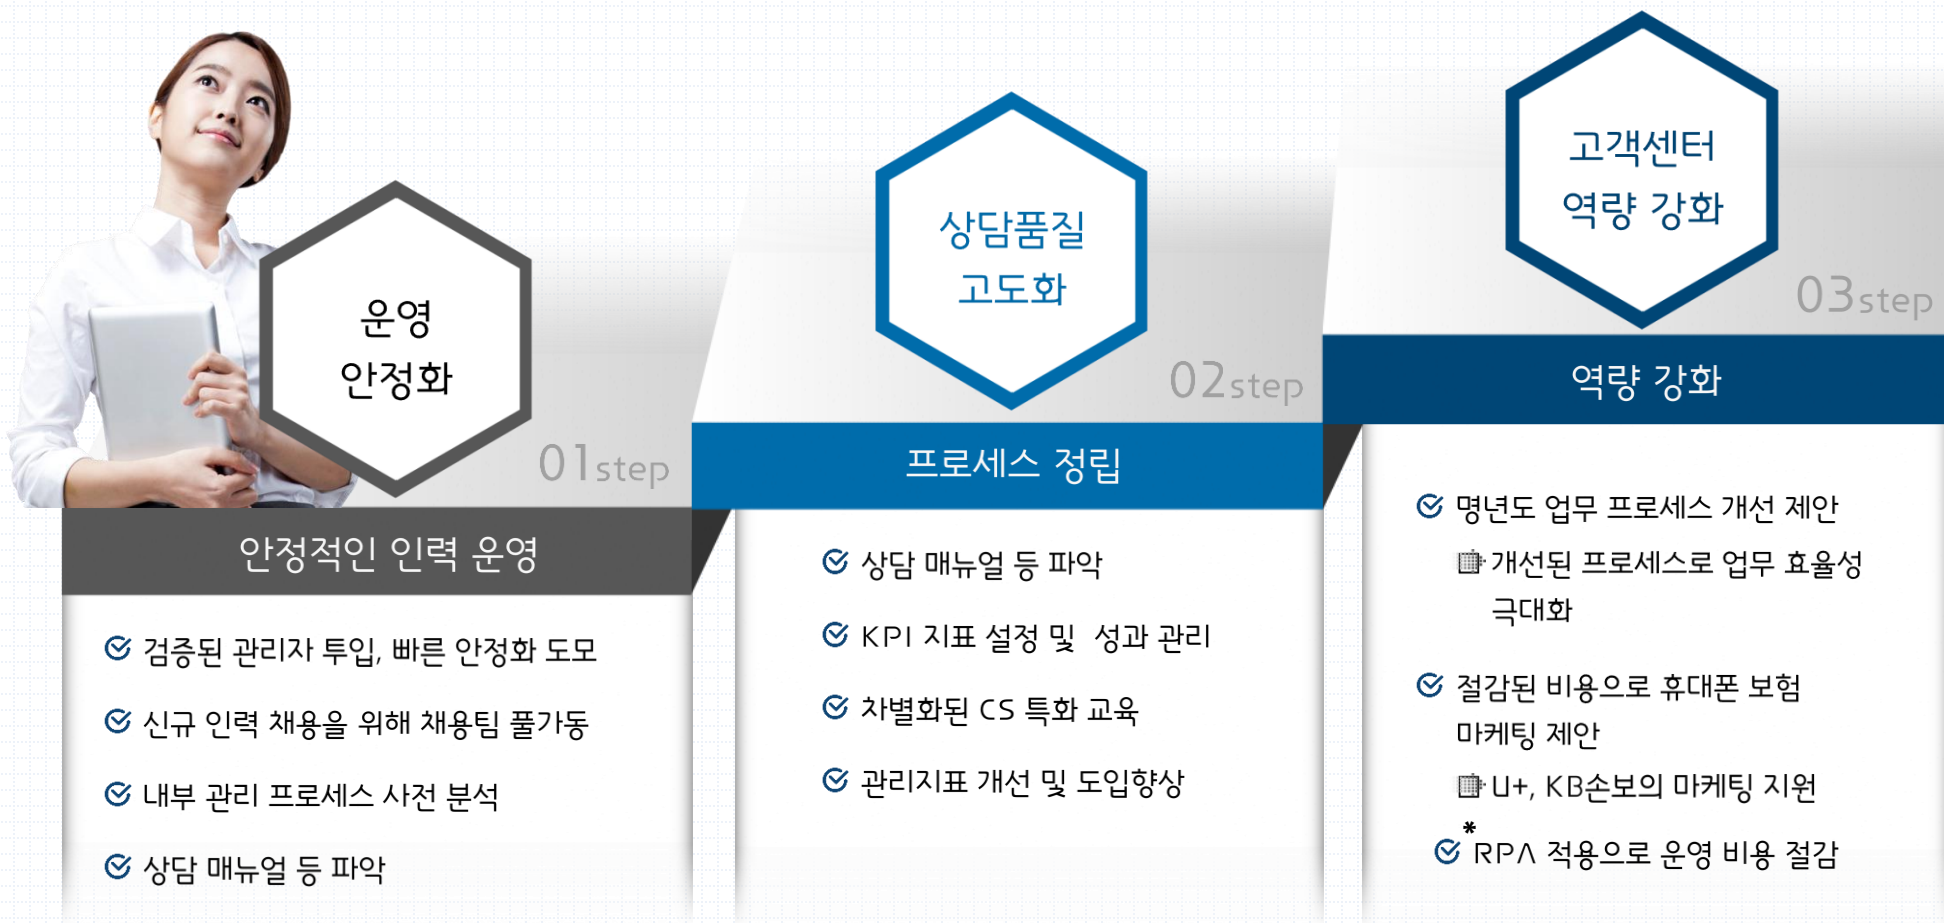 운영
안정화
01step
안정적인 인력 운영
검증된 관리자 투입, 빠른 안정화 도모
신규 인력 채용을 위해 채용팀 풀가동
내부 관리 프로세스 사전 분석
상담 매뉴얼 등 파악
상담품질
고도화
02step
프로세스 정립
상담 매뉴얼 등 파악
KPI 지표 설정 및 성과 관리
차별화된 CS 특화 교육
관리지표 개선 및 도입향상
고객센터
역량 강화
03step
역량 강화
명년도 업무 프로세스 개선 제안
개선된 프로세스로 업무 효율성
극대화
절감된 비용으로 휴대폰 보험
마케팅 제안
U+, KB손보의 마케팅 지원
*RPA 적용으로 운영 비용 절감